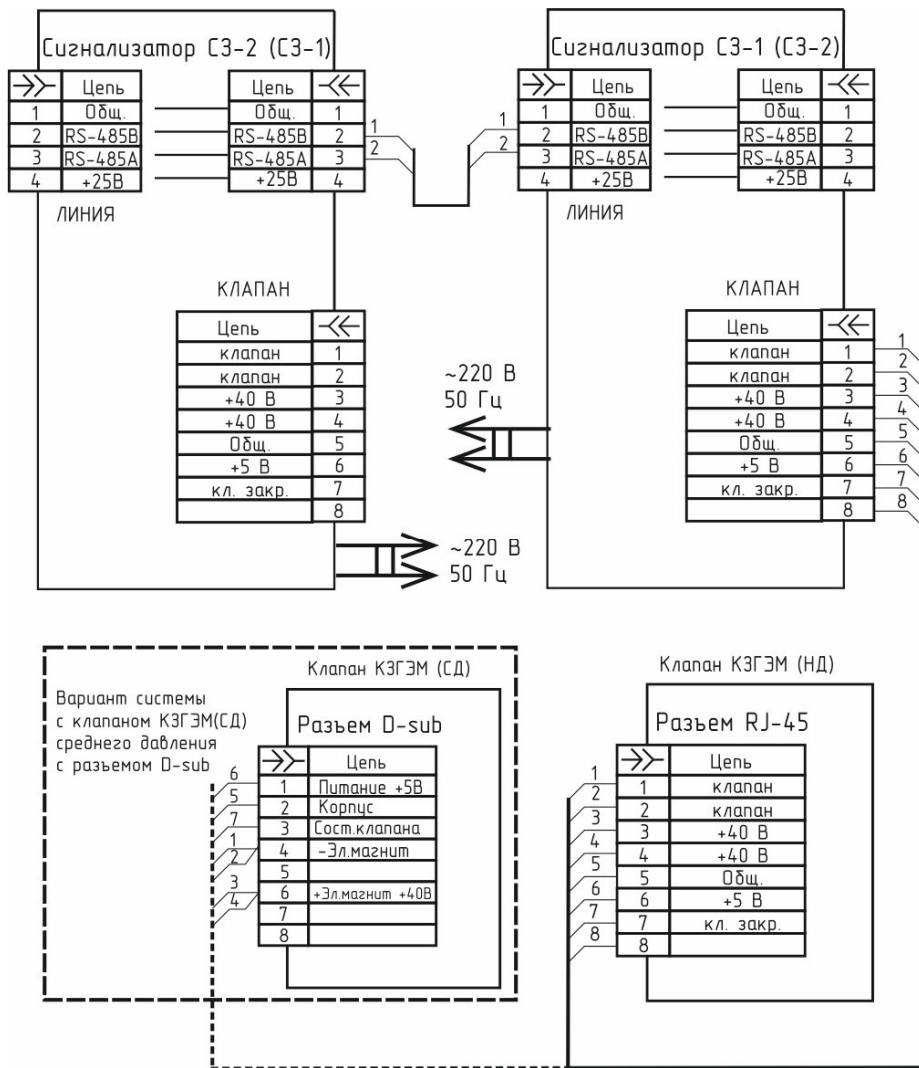 Сигнализатор СЗ-2 (СЗ-1)
Цепь Цепь
1 Общ. Общ. 1
2 RS-485B RS-485B 2
3 RS-485A RS-485A 3
4 +25В +25В 4
1
2
ЛИНИЯ
КЛАПАН
Цепь
клапан 1
клапан 2
+40 В 3
+40 В 4
Общ. 5
+5 В 6
кл. закр. 7
8
~220 В
50 Гц
Сигнализатор СЗ-1 (СЗ-2)
Цепь Цепь
1 Общ. Общ. 1
2 RS-485B RS-485B 2
3 RS-485A RS-485A 3
4 +25В +25В 4
1
2
ЛИНИЯ
КЛАПАН
Цепь
клапан 1 1
клапан 2 2
+40 В 3 3
+40 В 4 4
Общ. 5 5
+5 В 6 6
кл. закр. 7 7
8 8
~220 В
50 Гц
Вариант системы
с клапаном КЗГЭМ(СД)
среднего давления
с разъемом D-sub
Клапан КЗГЭМ (СД)
Разъем D-sub
Цепь
6 1 Питание +5В
5 2 Корпус
7 3 Сост.клапана
1 4 -Эл.магнит
2
5
3 6 +Эл.магнит +40В
4
7
8
Клапан КЗГЭМ (НД)
Разъем RJ-45
Цепь
1 1 клапан
2 2 клапан
3 3 +40 В
4 4 +40 В
5 5 Общ.
6 6 +5 В
7 7 кл. закр.
8 8